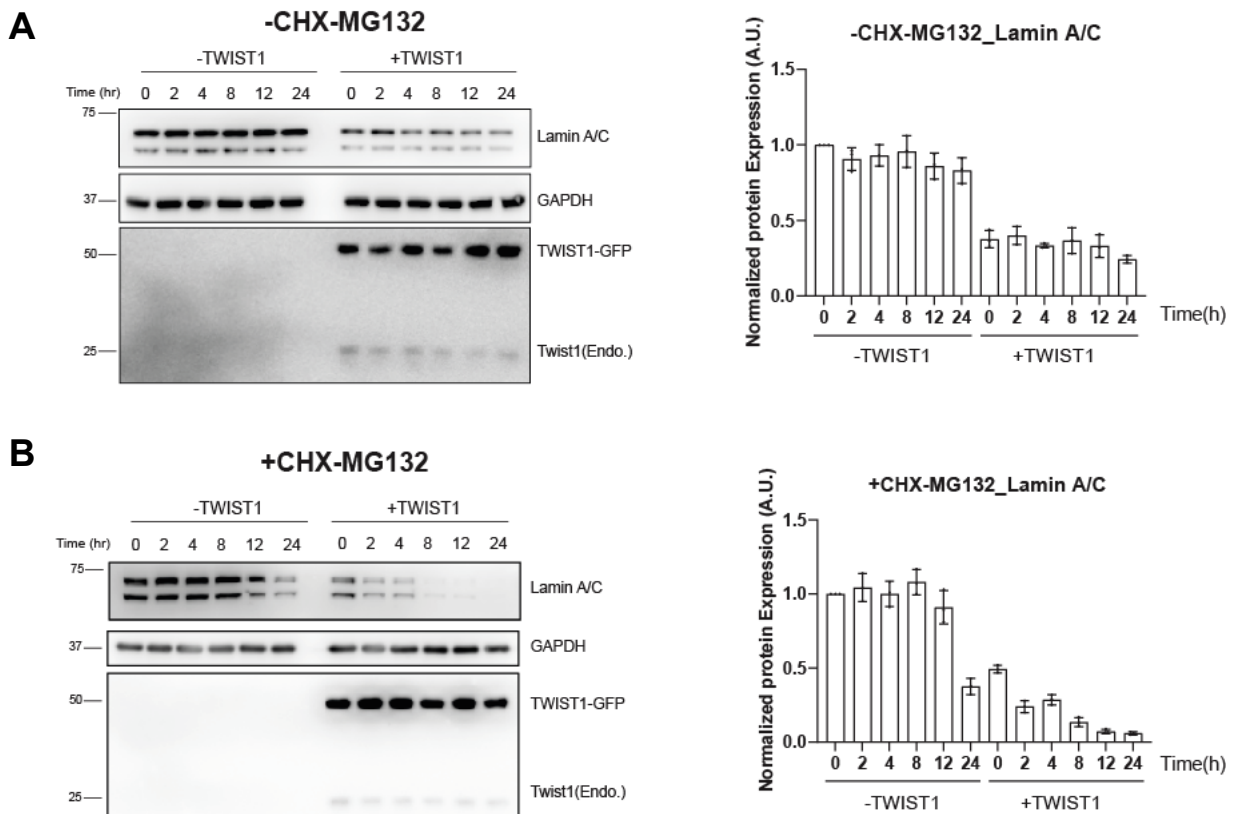 A
-CHX-MG132
-TWIST1 +TWIST1
Time (hr) 0 2 4 8 12 24 0 2 4 8 12 24
75
Lamin A/C
37
GAPDH
50
TWIST1-GFP
25
Twist1(Endo.)
-CHX-MG132_Lamin A/C
Normalized protein Expression (A.U.)
1.5
1.0
0.5
0.0
0 2 4 8 12 24 0 2 4 8 12 24 Time(h)
-TWIST1 +TWIST1
B
+CHX-MG132
-TWIST1 +TWIST1
Time (hr) 0 2 4 8 12 24 0 2 4 8 12 24
75
Lamin A/C
37
GAPDH
50
TWIST1-GFP
25
Twist1(Endo.)
+CHX-MG132_Lamin A/C
Normalized protein Expression (A.U.)
1.5
1.0
0.5
0.0
0 2 4 8 12 24 0 2 4 8 12 24 Time(h)
-TWIST1 +TWIST1